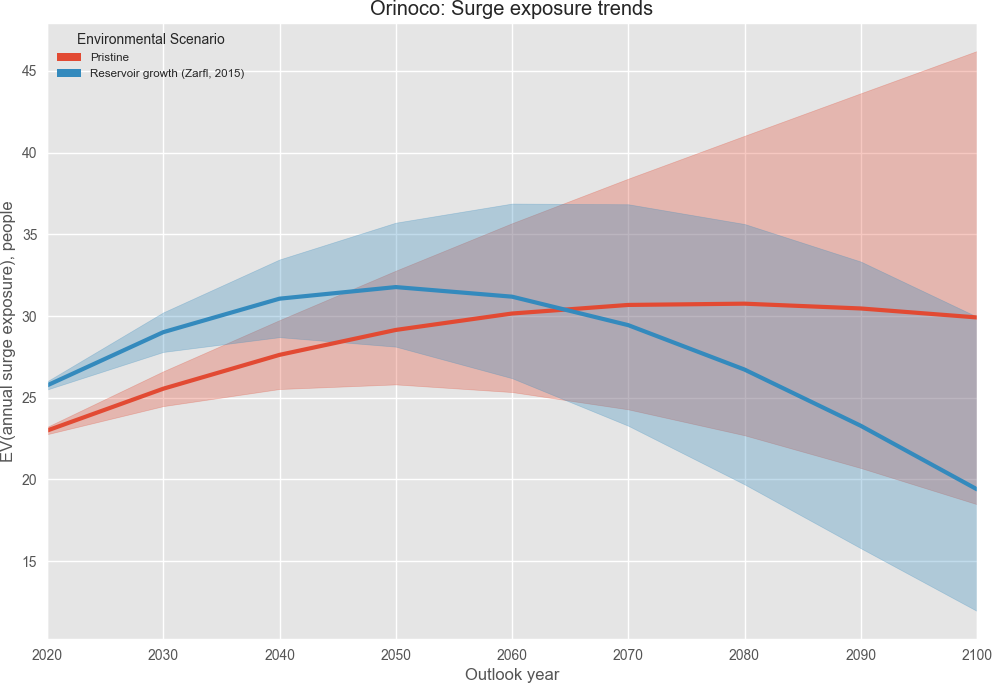 Orinoco: Surge exposure trends
Environmental Scenario
Pristine
Reservoir growth (Zarfl, 2015)
EV(annual surge exposure), people
45
40
35
30
25
20
15
2020 2030 2040 2050 2060 2070 2080 2090 2100
Outlook year